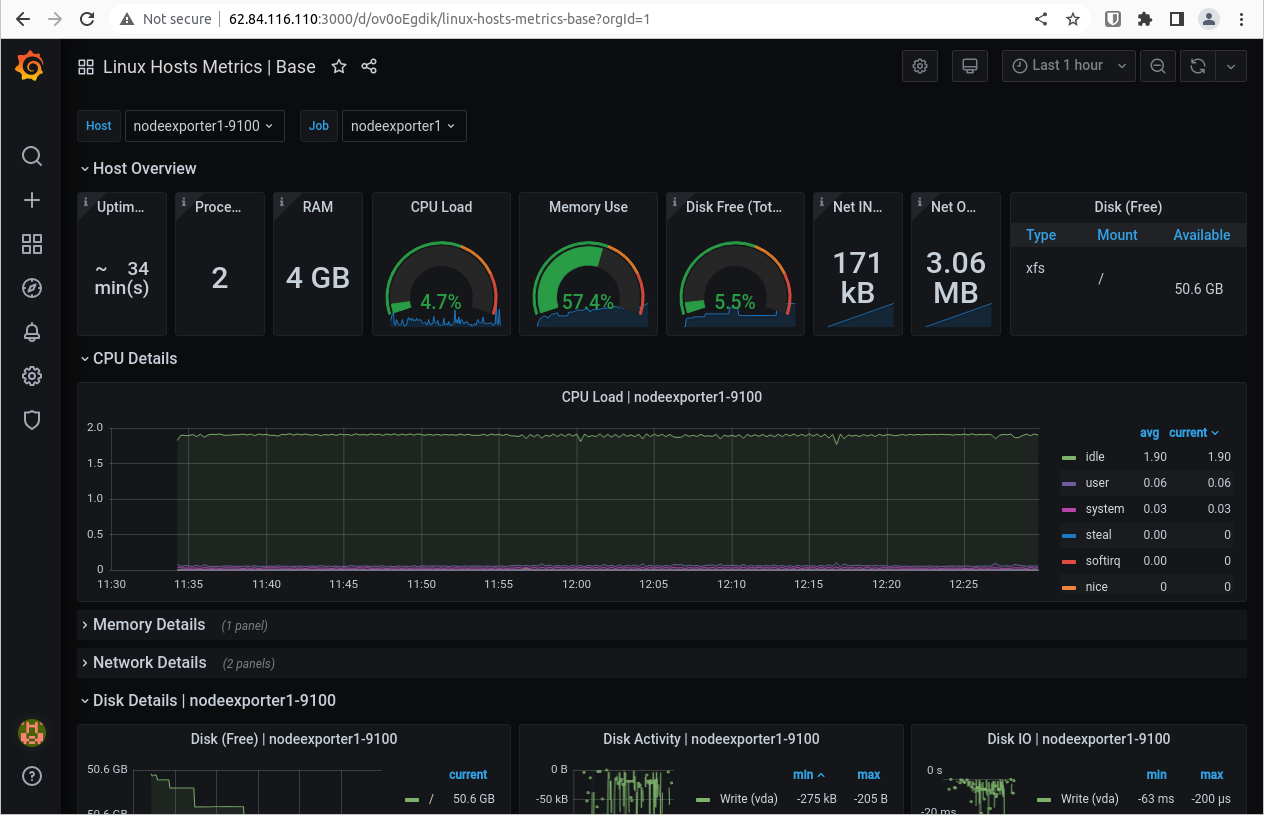 Not secure 62.84.116.110:3000/d/ov0oEgdik/linux-hosts-metrics-base?orgId=1
Linux Hosts Metrics | Base
Last 1 hour
Host nodeexporter1-9100 Job nodeexporter1
Host Overview
Uptim... Proce... RAM CPU Load Memory Use Disk Free (Tot... Net IN... Net O... Disk (Free)
Type Mount Available
~ 34 min(s)
2
4 GB
4.7%
57.4%
5.5%
171 kB
3.06 MB
xfs / 50.6 GB
CPU Details
CPU Load | nodeexporter1-9100
2.0
1.5
1.0
0.5
0
11:30 11:35 11:40 11:45 11:50 11:55 12:00 12:05 12:10 12:15 12:20 12:25
avg current
idle 1.90 1.90
user 0.06 0.06
system 0.03 0.03
steal 0.00 0
softirq 0.00 0
nice 0 0
Memory Details (1 panel)
Network Details (2 panels)
Disk Details | nodeexporter1-9100
Disk (Free) | nodeexporter1-9100
50.6 GB
50.6 GB
current
/ 50.6 GB
Disk Activity | nodeexporter1-9100
0 B
-50 kB
min max
Write (vda) -275 kB -205 B
Disk IO | nodeexporter1-9100
0 s
-20 ms
min max
Write (vda) -63 ms -200 µs